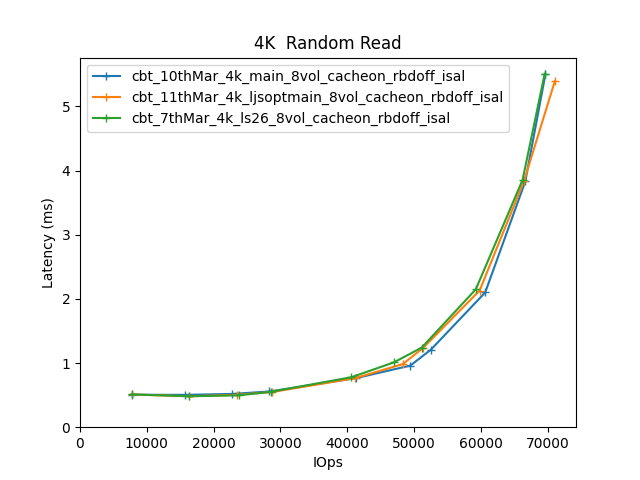 4K  Random Read
cbt_10thMar_4k_main_8vol_cacheon_rbdoff_isal
cbt_11thMar_4k_ljsoptmain_8vol_cacheon_rbdoff_isal
cbt_7thMar_4k_ls26_8vol_cacheon_rbdoff_isal
Latency (ms)
5
4
3
2
1
0
0 10000 20000 30000 40000 50000 60000 70000
IOps